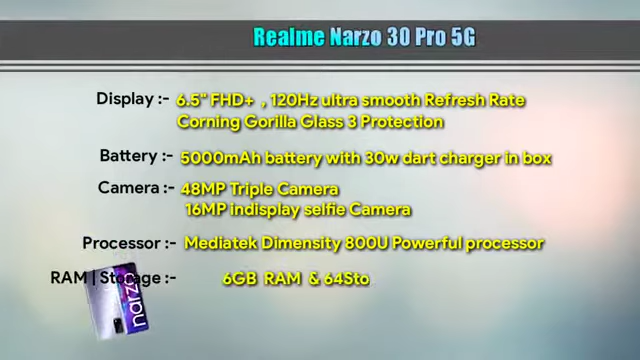 Realme Narzo 30 Pro 5G
Display :- 6.5" FHD+ , 120Hz ultra smooth Refresh Rate
Corning Gorilla Glass 3 Protection
Battery :- 5000mAh battery with 30w dart charger in box
Camera :- 48MP Triple Camera
16MP indisplay selfie Camera
Processor :- Mediatek Dimensity 800U Powerful processor
RAM | Storage :- 6GB RAM & 64Sto
narzo